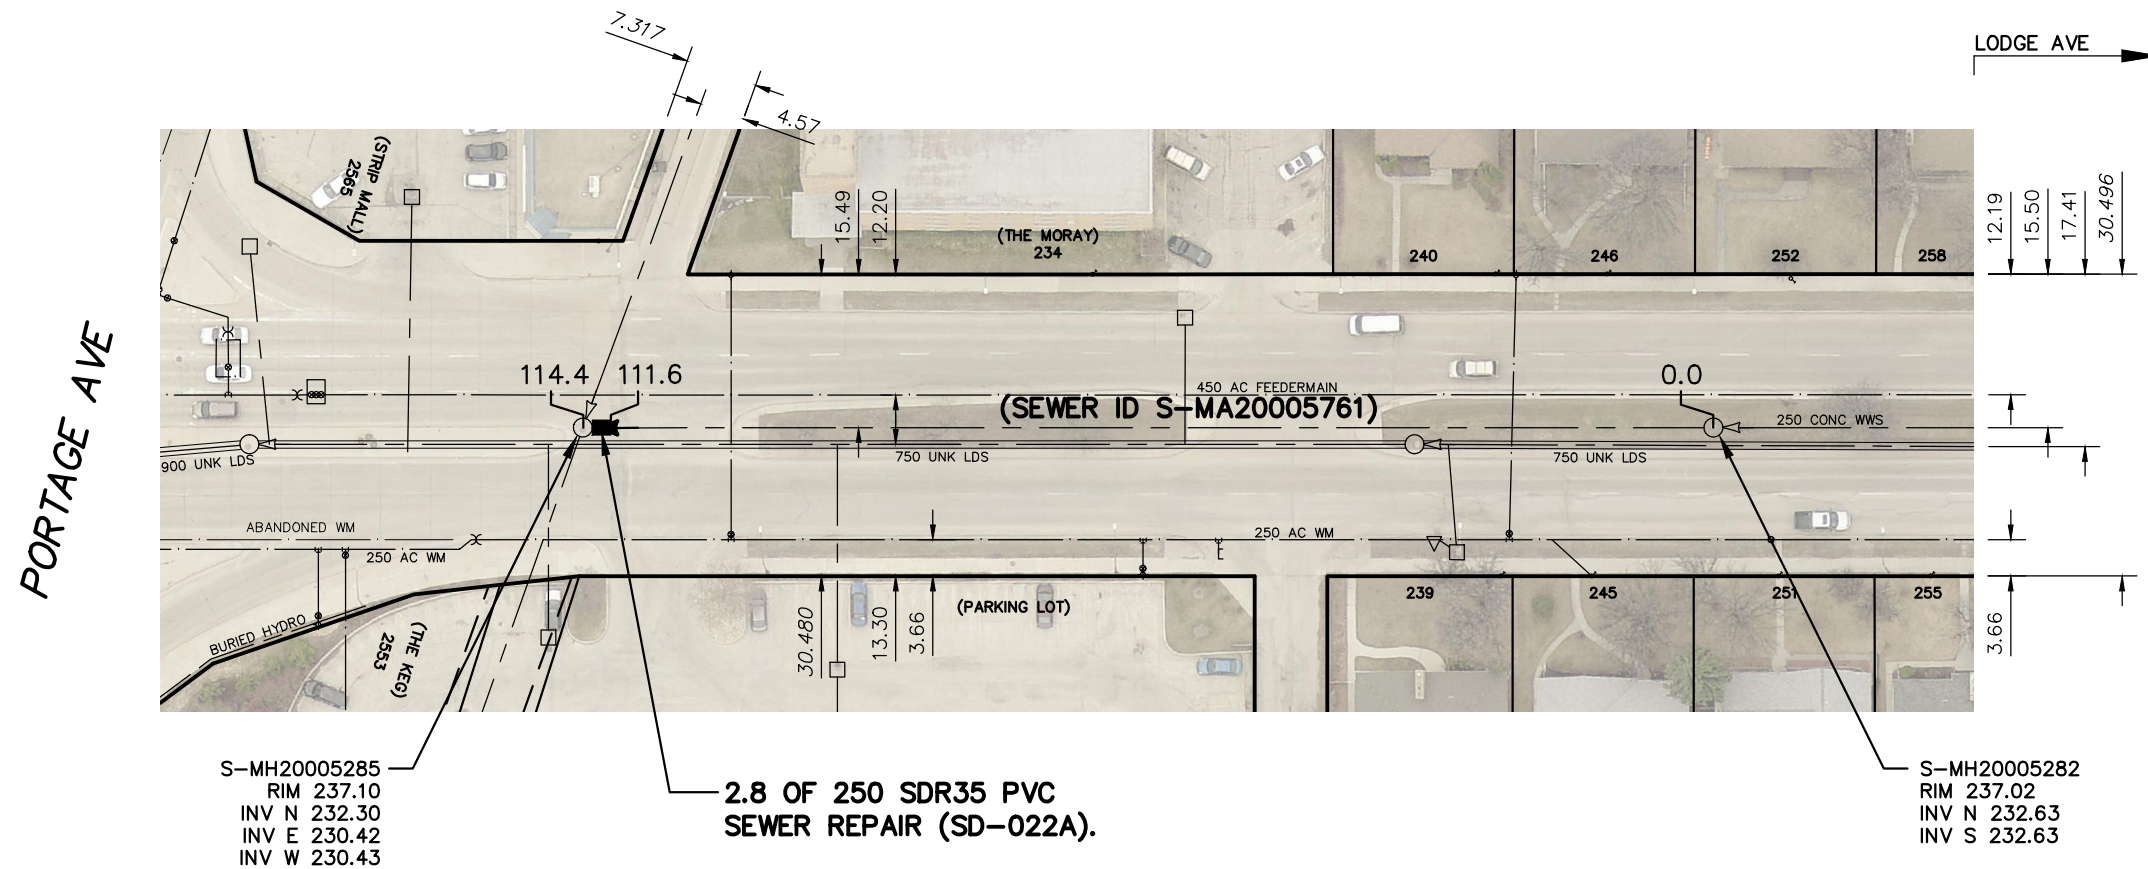 7.317
4.57
LODGE AVE
PORTAGE AVE
(STRIP MALL)
2565
15.49
12.20
(THE MORAY)
234
240
246
252
258
12.19
15.50
17.41
30.496
114.4
111.6
0.0
450 AC FEEDERMAIN
(SEWER ID S-MA20005761)
250 CONC WWS
900 UNK LDS
750 UNK LDS
750 UNK LDS
ABANDONED WM
250 AC WM
250 AC WM
BURIED HYDRO
(THE KEG)
2553
30.480
13.30
3.66
(PARKING LOT)
239
245
251
255
3.66
S-MH20005285
RIM 237.10
INV N 232.30
INV E 230.42
INV W 230.43
2.8 OF 250 SDR35 PVC
SEWER REPAIR (SD-022A).
S-MH20005282
RIM 237.02
INV N 232.63
INV S 232.63